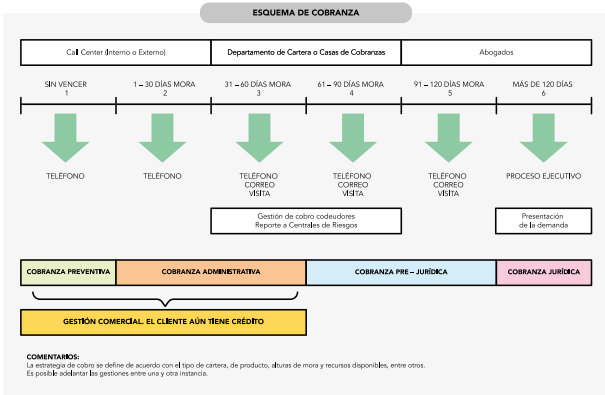 ESQUEMA DE COBRANZA
Call Center (Interno o Externo)
Departamento de Cartera o Casas de Cobranzas
Abogados
SIN VENCER
1
1 – 30 DÍAS MORA
2
31 – 60 DÍAS MORA
3
61 – 90 DÍAS MORA
4
91 – 120 DÍAS MORA
5
MÁS DE 120 DÍAS
6
TELÉFONO
TELÉFONO
TELÉFONO
CORREO
VISITA
TELÉFONO
CORREO
VISITA
TELÉFONO
CORREO
VISITA
PROCESO EJECUTIVO
Gestión de cobro codeudores
Reporte a Centrales de Riesgos
Presentación
de la demanda
COBRANZA PREVENTIVA
COBRANZA ADMINISTRATIVA
COBRANZA PRE – JURÍDICA
COBRANZA JURÍDICA
GESTIÓN COMERCIAL. EL CLIENTE AÚN TIENE CRÉDITO
COMENTARIOS:
La estrategia de cobro se define de acuerdo con el tipo de cartera, de producto, alturas de mora y recursos disponibles, entre otros.
Es posible adelantar las gestiones entre una y otra instancia.